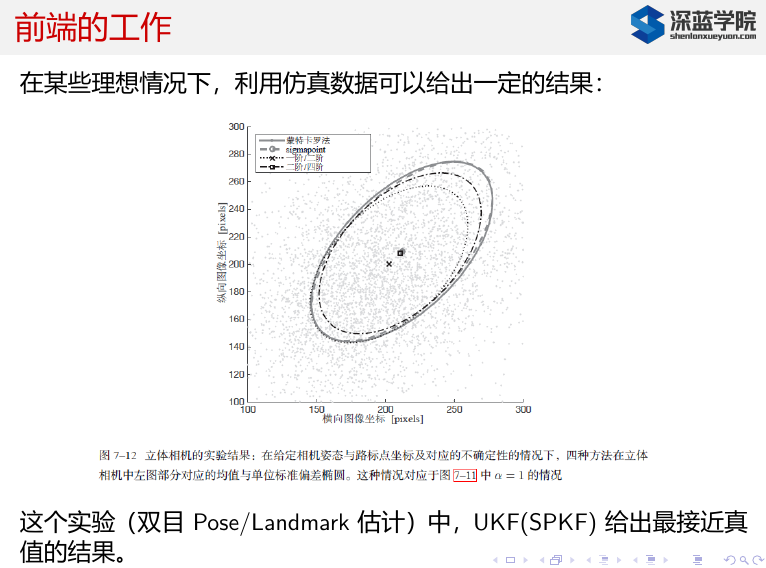 前端的工作
深蓝学院
shenlanxueyuan.com
在某些理想情况下，利用仿真数据可以给出一定的结果：
300
280
260
240
220
200
180
160
140
120
100
纵向图像坐标 [pixels]
蒙特卡罗法
sigmapoint
一阶/二阶
二阶/四阶
100 150 200 250 300
横向图像坐标 [pixels]
图 7-12 立体相机的实验结果：在给定相机姿态与路标点坐标及对应的不确定性的情况下，四种方法在立体
相机中左图部分对应的均值与单位标准偏差椭圆。这种情况对应于图 7-11 中 α = 1 的情况
这个实验（双目 Pose/Landmark 估计）中，UKF(SPKF) 给出最接近真
值的结果。